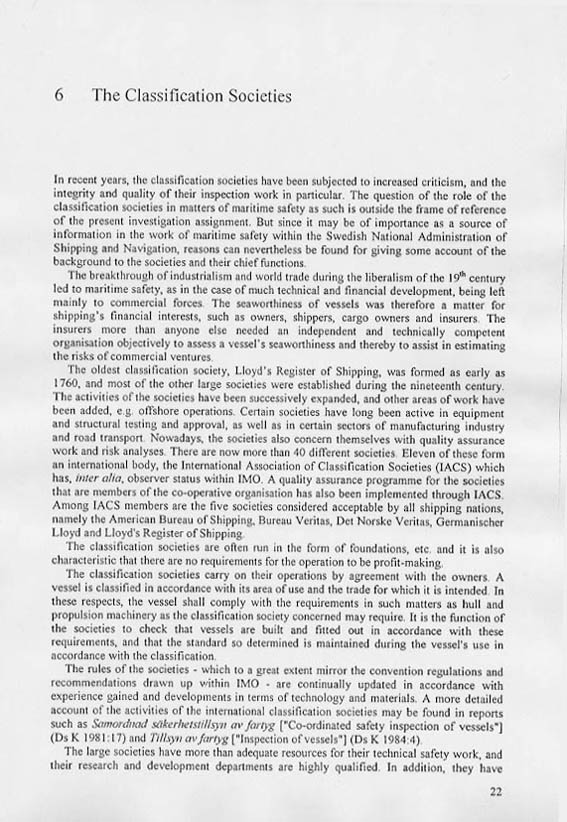 6 The Classification Societies
In recent years, the classification societies have been subjected to increased criticism, and the
integrity and quality of their inspection work in particular. The question of the role of the
classification societies in matters of maritime safety as such is outside the frame of reference
of the present investigation assignment. But since it may be of importance as a source of
information in the work of maritime safety within the Swedish National Administration of
Shipping and Navigation, reasons can nevertheless be found for giving some account of the
background to the societies and their chief functions.
The breakthrough of industrialism and world trade during the liberalism of the 19th century
led to maritime safety, as in the case of much technical and financial development, being left
mainly to commercial forces. The seaworthiness of vessels was therefore a matter for
shipping's financial interests, such as owners, shippers, cargo owners and insurers. The
insurers more than anyone else needed an independent and technically competent
organisation objectively to assess a vessel's seaworthiness and thereby to assist in estimating
the risks of commercial ventures.
The oldest classification society, Lloyd's Register of Shipping, was formed as early as
1760, and most of the other large societies were established during the nineteenth century.
The activities of the societies have been successively expanded, and other areas of work have
been added, e.g. offshore operations. Certain societies have long been active in equipment
and structural testing and approval, as well as in certain sectors of manufacturing industry
and road transport. Nowadays, the societies also concern themselves with quality assurance
work and risk analyses. There are now more than 40 different societies. Eleven of these form
an international body, the International Association of Classification Societies (IACS) which
has, inter alia, observer status within IMO. A quality assurance programme for the societies
that are members of the co-operative organisation has also been implemented through IACS.
Among IACS members are the five societies considered acceptable by all shipping nations,
namely the American Bureau of Shipping, Bureau Veritas, Det Norske Veritas, Germanischer
Lloyd and Lloyd's Register of Shipping.
The classification societies are often run in the form of foundations, etc. and it is also
characteristic that there are no requirements for the operation to be profit-making.
The classification societies carry on their operations by agreement with the owners. A
vessel is classified in accordance with its area of use and the trade for which it is intended. In
these respects, the vessel shall comply with the requirements in such matters as hull and
propulsion machinery as the classification society concerned may require. It is the function of
the societies to check that vessels are built and fitted out in accordance with these
requirements, and that the standard so determined is maintained during the vessel's use in
accordance with the classification.
The rules of the societies - which to a great extent mirror the convention regulations and
recommendations drawn up within IMO - are continually updated in accordance with
experience gained and developments in terms of technology and materials. A more detailed
account of the activities of the international classification societies may be found in reports
such as Samordnad säkerhetstillsyn av fartyg ["Co-ordinated safety inspection of vessels"]
(Ds K 1981:17) and Tillsyn av fartyg ["Inspection of vessels"] (Ds K 1984:4).
The large societies have more than adequate resources for their technical safety work, and
their research and development departments are highly qualified. In addition, they have
22